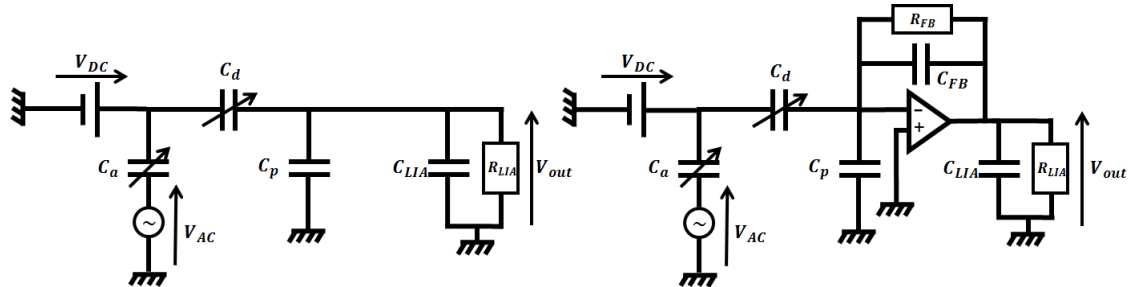 V_DC
C_d
C_a
C_p
C_LIA
R_LIA
V_out
~
V_AC
R_FB
C_FB
V_DC
C_d
-
+
C_a
C_p
C_LIA
R_LIA
V_out
~
V_AC